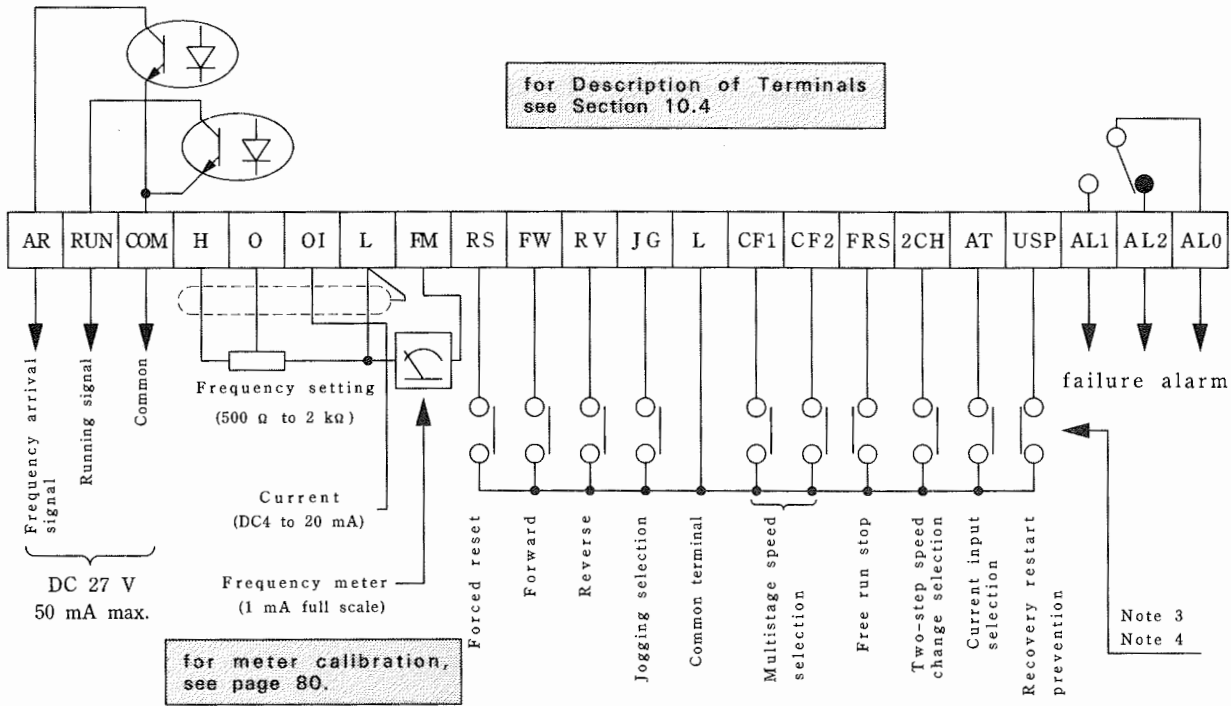 for Description of Terminals
see Section 10.4
AR RUN COM H O OI L FM RS FW RV JG L CF1 CF2 FRS 2CH AT USP AL1 AL2 AL0
Frequency arrival
signal
Running signal
Common
DC 27 V
50 mA max.
Frequency setting
(500 Ω to 2 kΩ)
Current
(DC4 to 20 mA)
Frequency meter
(1 mA full scale)
for meter calibration,
see page 80.
Forced reset
Forward
Reverse
Jogging selection
Common terminal
Multistage speed
selection
Free run stop
Two-step speed
change selection
Current input
selection
Recovery restart
prevention
failure alarm
Note 3
Note 4